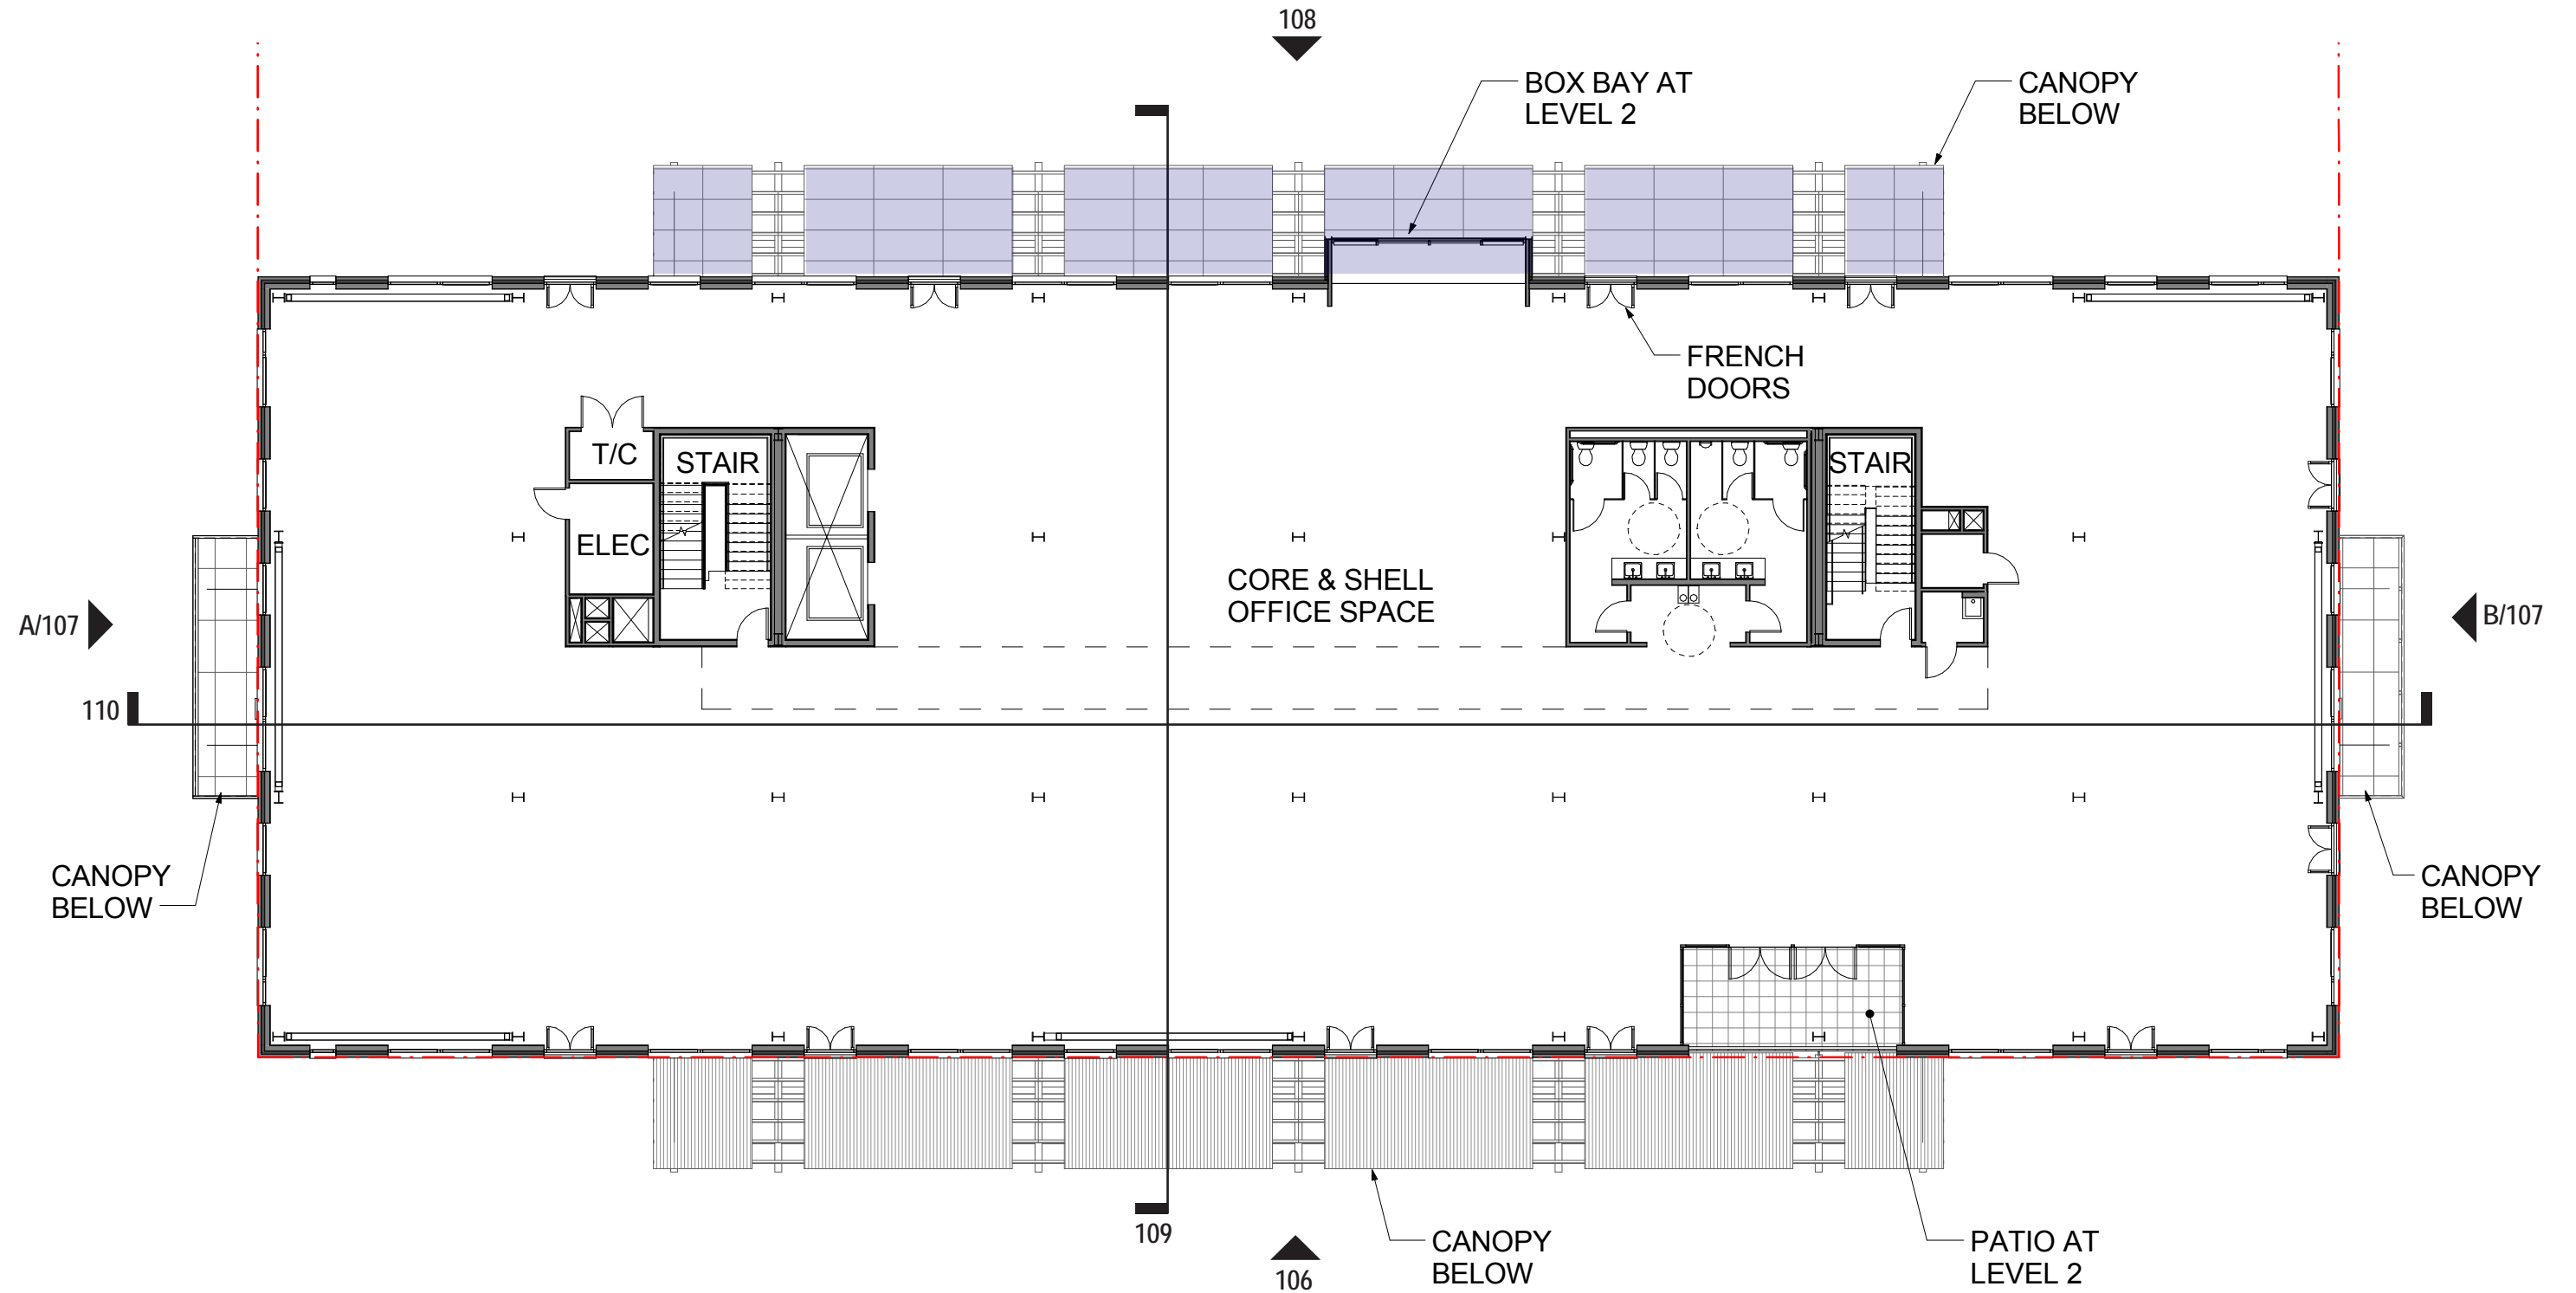 108
BOX BAY AT
LEVEL 2
CANOPY
BELOW
FRENCH
DOORS
T/C
STAIR
ELEC
STAIR
CORE & SHELL
OFFICE SPACE
A/107
B/107
110
CANOPY
BELOW
CANOPY
BELOW
109
106
CANOPY
BELOW
PATIO AT
LEVEL 2